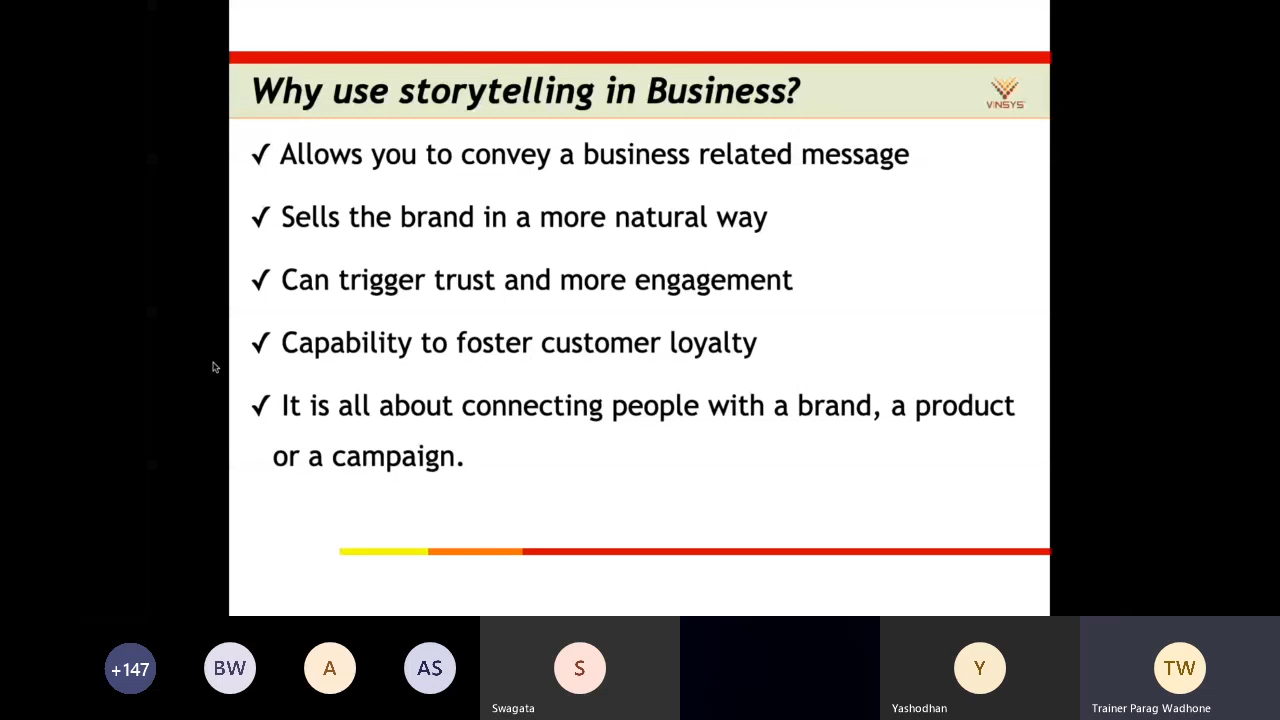 Why use storytelling in Business?
VINSYS
✓ Allows you to convey a business related message
✓ Sells the brand in a more natural way
✓ Can trigger trust and more engagement
✓ Capability to foster customer loyalty
✓ It is all about connecting people with a brand, a product
or a campaign.
+147
BW
A
AS
S
Y
TW
Swagata
Yashodhan
Trainer Parag Wadhone